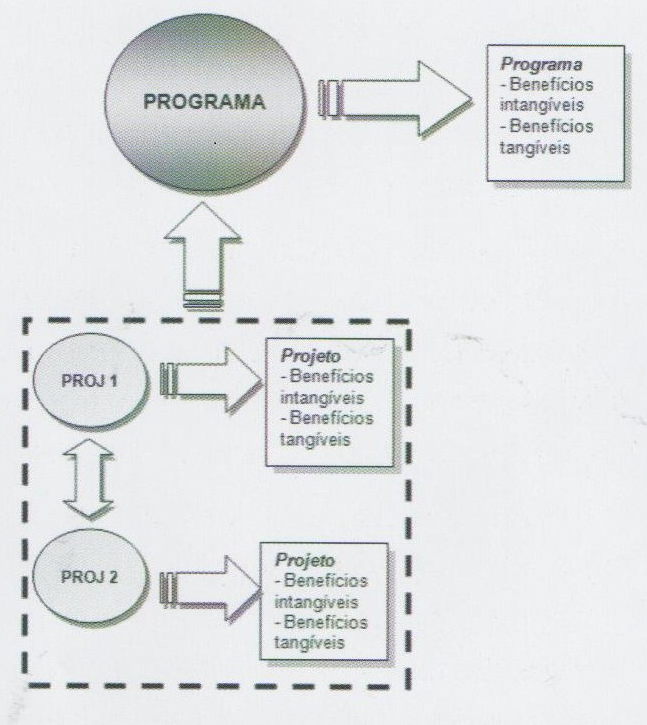 PROGRAMA
Programa
- Benefícios
intangíveis
- Benefícios
tangíveis
PROJ 1
Projeto
- Benefícios
intangíveis
- Benefícios
tangíveis
PROJ 2
Projeto
- Benefícios
intangíveis
- Benefícios
tangíveis